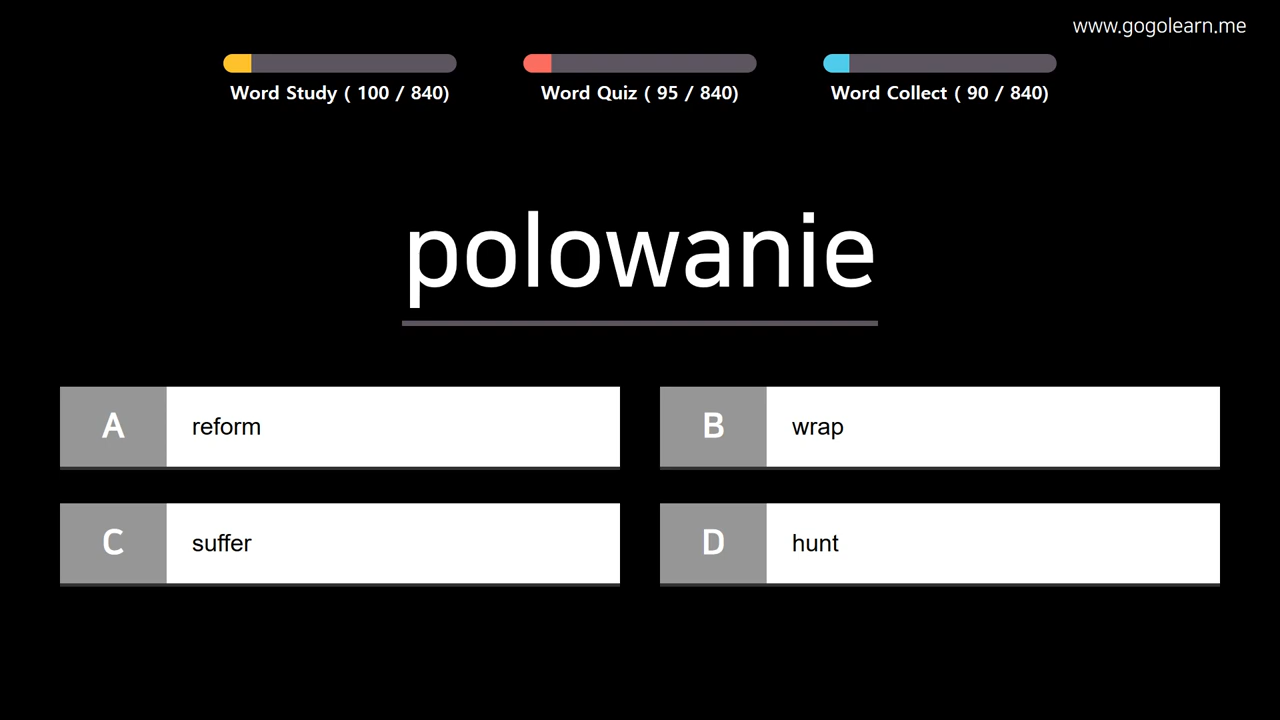 www.gogolearn.me
Word Study ( 100 / 840)
Word Quiz ( 95 / 840)
Word Collect ( 90 / 840)
polowanie
A reform
B wrap
C suffer
D hunt